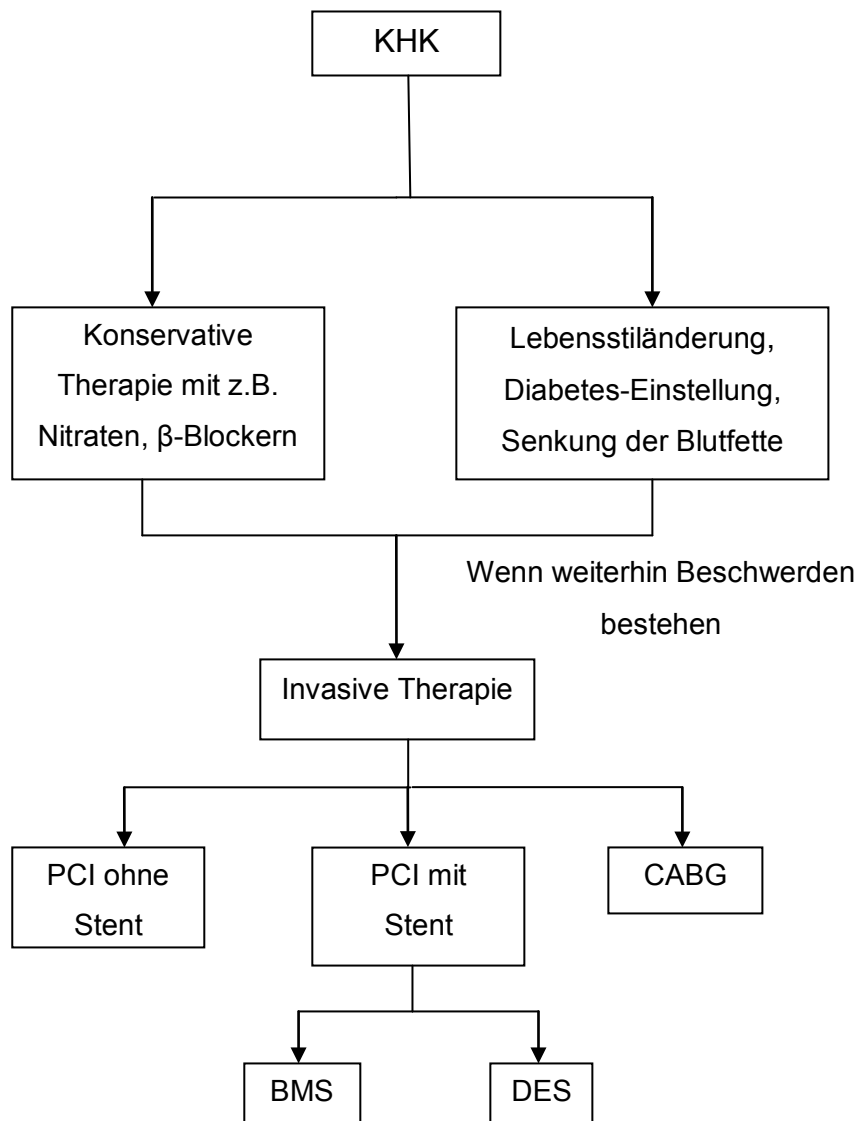 KHK
Konservative
Therapie mit z.B.
Nitraten, β-Blockern
Lebensstiländerung,
Diabetes-Einstellung,
Senkung der Blutfette
Wenn weiterhin Beschwerden
bestehen
Invasive Therapie
PCI ohne
Stent
PCI mit
Stent
CABG
BMS
DES